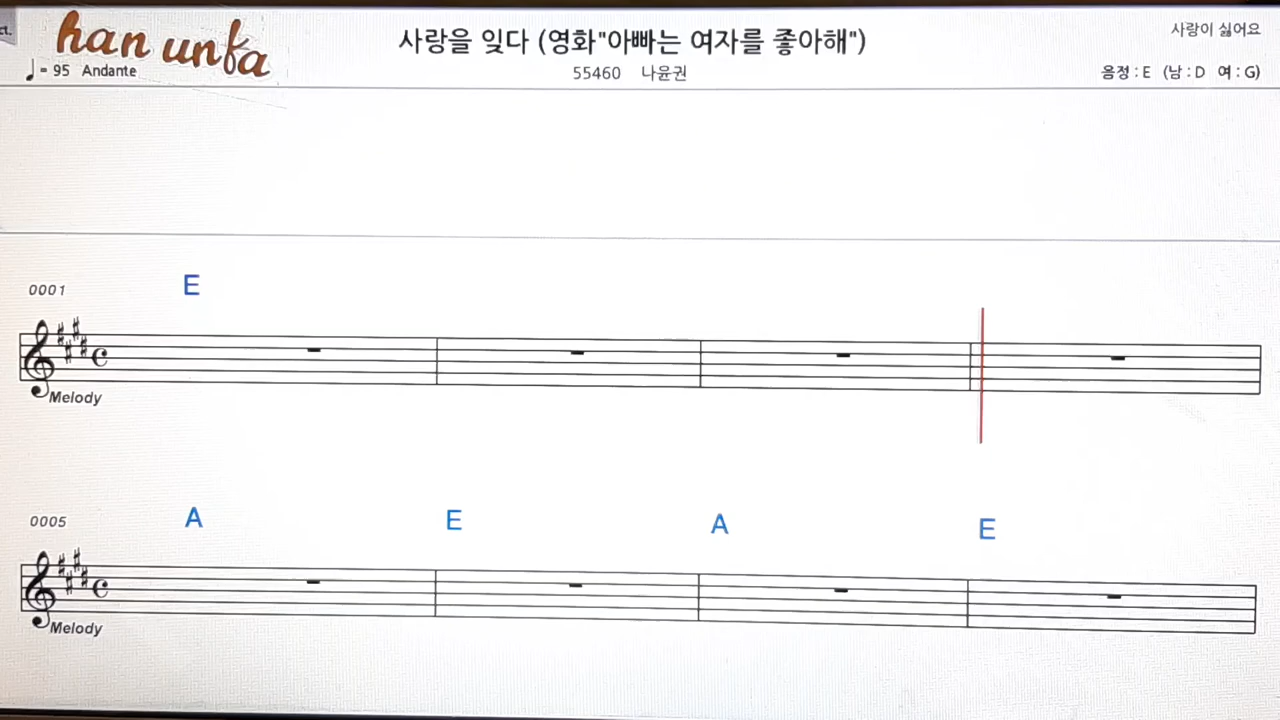 ct.
han unfa
사랑을 잊다 (영화"아빠는 여자를 좋아해")
사랑이 싫어요
♩= 95 Andante
55460 나윤권
음정 : E (남 : D 여 : G)
0001
E
Melody
0005
A E A E
Melody